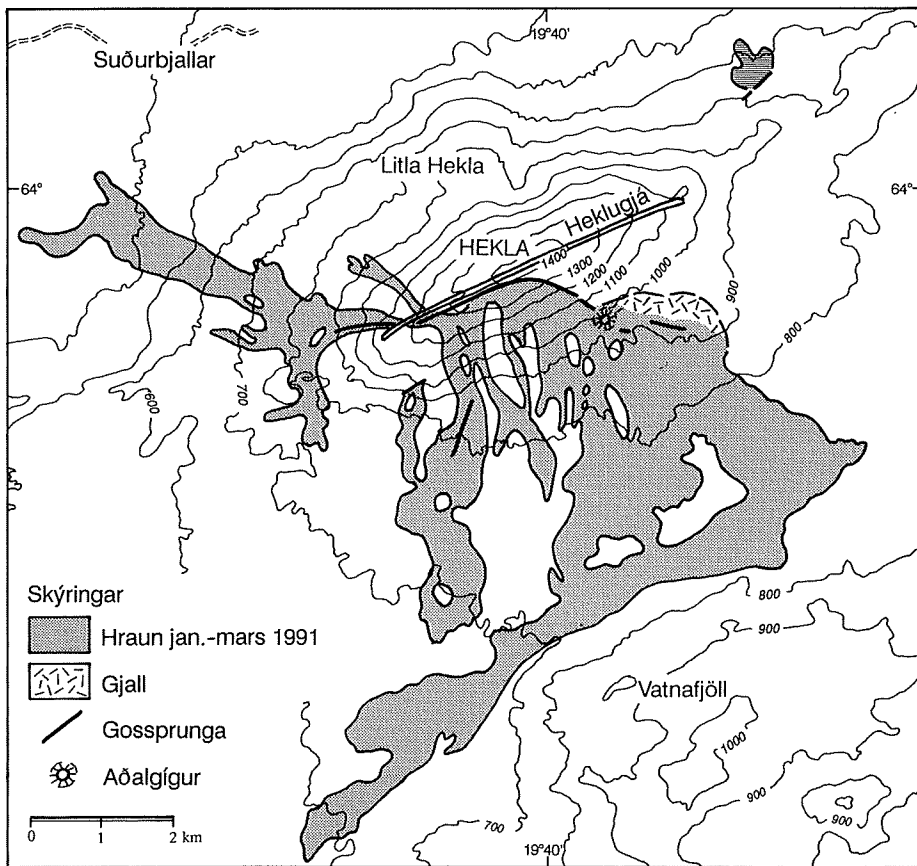 19°40'
Suðurbjallar
Litla Hekla
64°
64°
Heklugjá
HEKLA
1400
1300
1200
1100
1000
900
800
600
700
Skýringar
Hraun jan.-mars 1991
Gjall
Gossprunga
Aðalgígur
0 1 2 km
800
900
Vatnafjöll
1000
900
900
700
19°40'